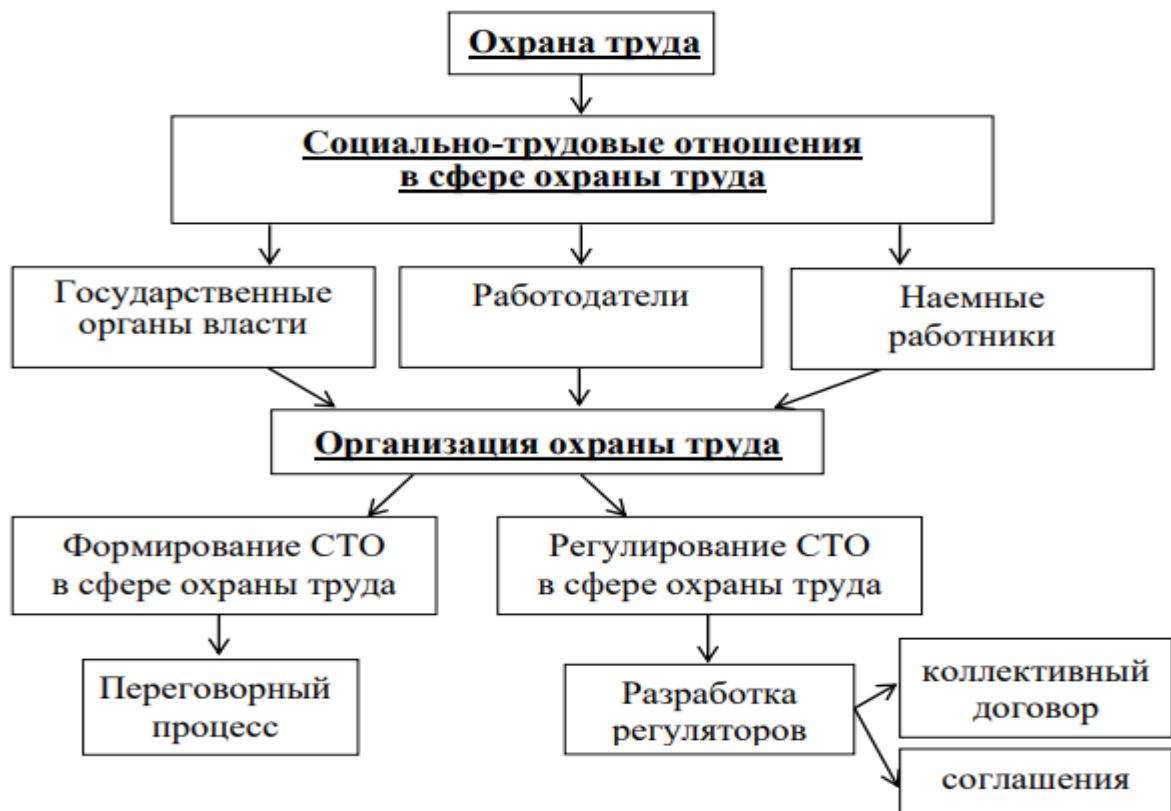 Охрана труда
Социально-трудовые отношения
в сфере охраны труда
Государственные
органы власти
Работодатели
Наемные
работники
Организация охраны труда
Формирование СТО
в сфере охраны труда
Регулирование СТО
в сфере охраны труда
Переговорный
процесс
Разработка
регуляторов
коллективный
договор
соглашения